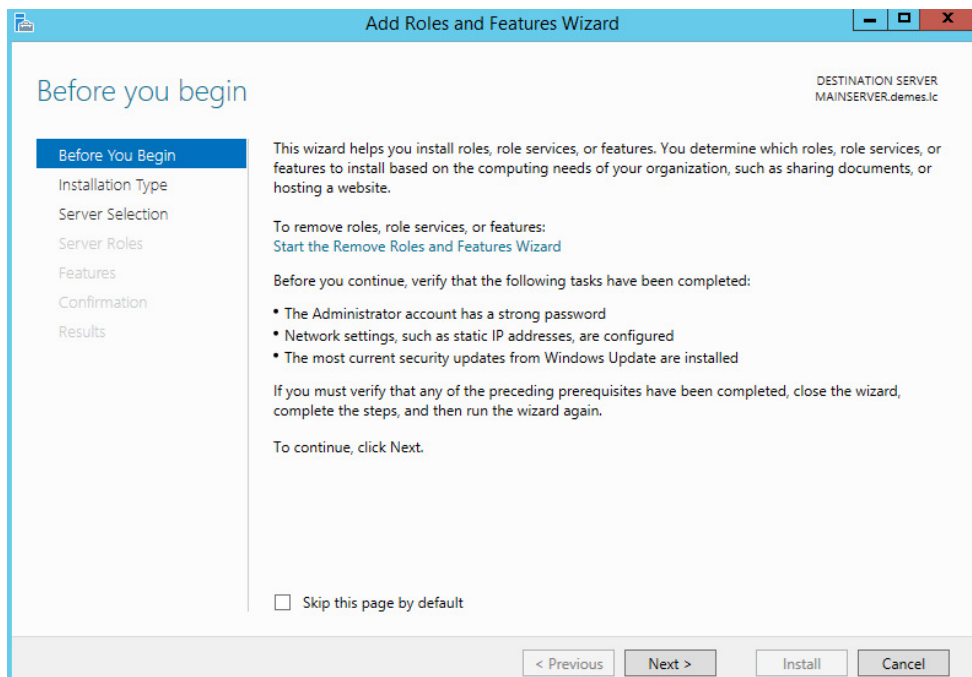 Add Roles and Features Wizard
Before you begin
DESTINATION SERVER
MAINSERVER.demes.lc
Before You Begin
Installation Type
Server Selection
Server Roles
Features
Confirmation
Results
This wizard helps you install roles, role services, or features. You determine which roles, role services, or
features to install based on the computing needs of your organization, such as sharing documents, or
hosting a website.
To remove roles, role services, or features:
Start the Remove Roles and Features Wizard
Before you continue, verify that the following tasks have been completed:
• The Administrator account has a strong password
• Network settings, such as static IP addresses, are configured
• The most current security updates from Windows Update are installed
If you must verify that any of the preceding prerequisites have been completed, close the wizard,
complete the steps, and then run the wizard again.
To continue, click Next.
Skip this page by default
< Previous
Next >
Install
Cancel